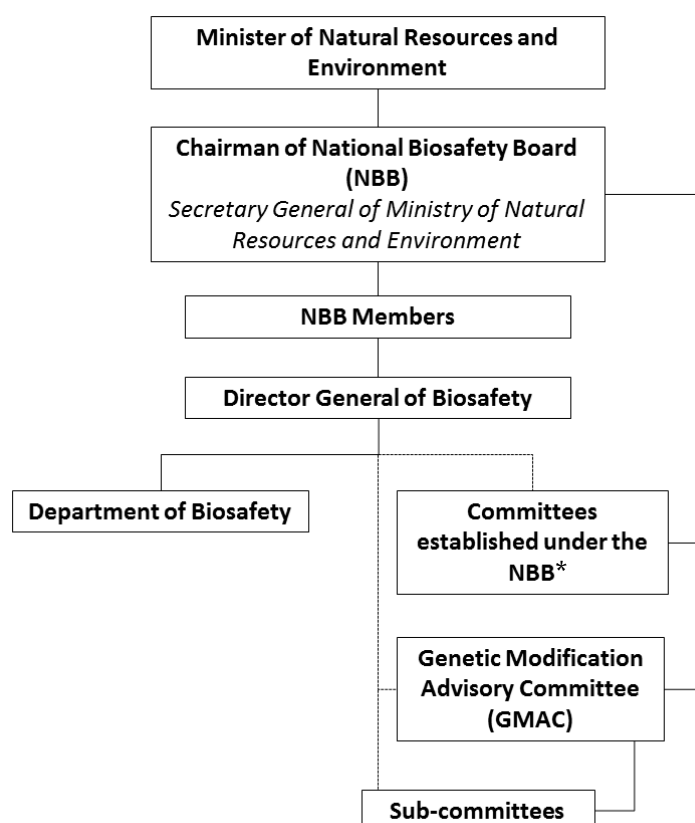 Minister of Natural Resources and
Environment
Chairman of National Biosafety Board
(NBB)
Secretary General of Ministry of Natural
Resources and Environment
NBB Members
Director General of Biosafety
Department of Biosafety
Committees
established under the
NBB*
Genetic Modification
Advisory Committee
(GMAC)
Sub-committees